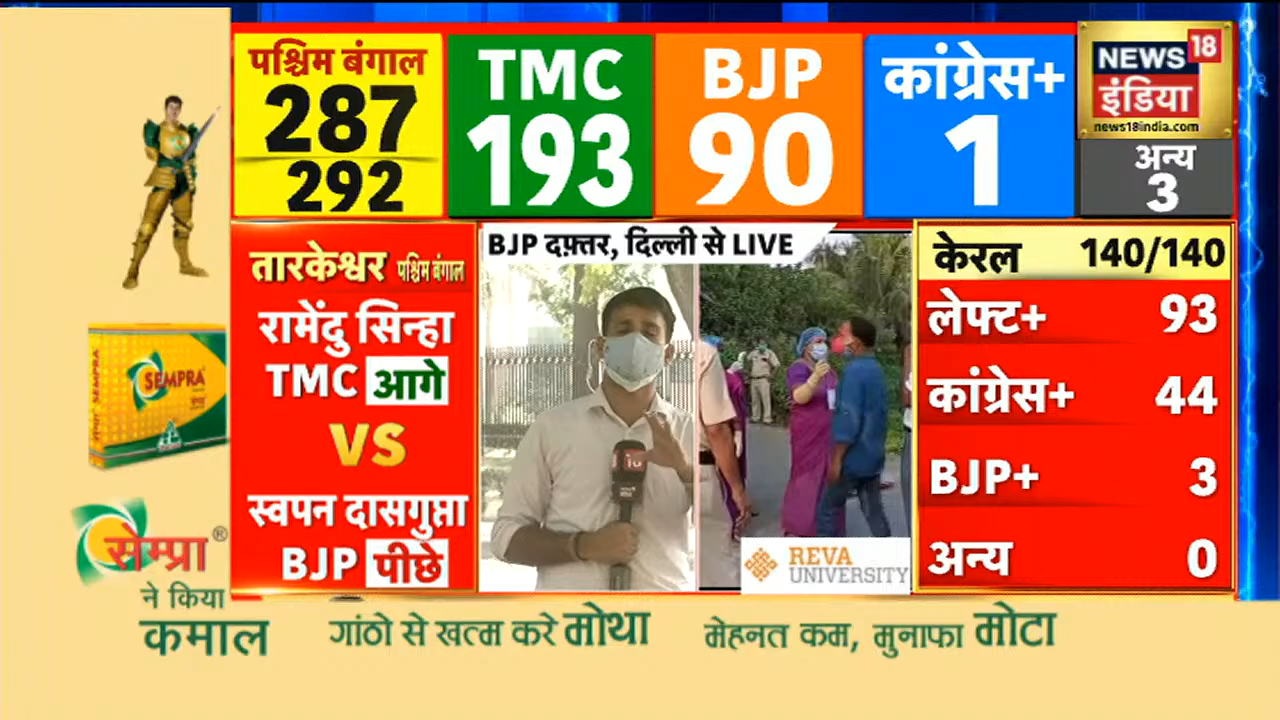 पश्चिम बंगाल
287
292
TMC
193
BJP
90
कांग्रेस+
1
NEWS 18
इंडिया
news18india.com
अन्य
3
तारकेश्वर पश्चिम बंगाल
रामेंदु सिन्हा
TMC आगे
VS
स्वपन दासगुप्ता
BJP पीछे
BJP दफ़्तर, दिल्ली से LIVE
केरल 140/140
लेफ्ट+ 93
कांग्रेस+ 44
BJP+ 3
अन्य 0
REVA
UNIVERSITY
SEMPRA
SEMPRA
सेम्प्रा®
ने किया
कमाल
गांठो से खत्म करे मोथा
मेहनत कम, मुनाफा मोटा